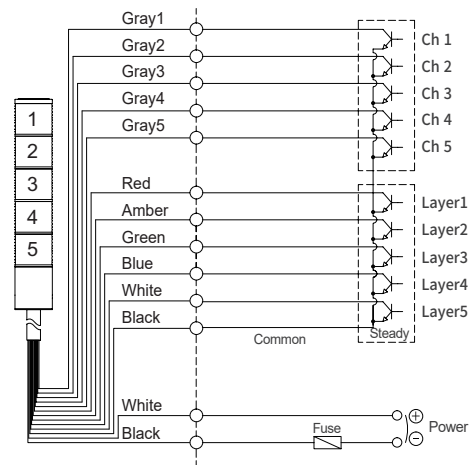 Gray1
Gray2
Gray3
Gray4
Gray5
Ch 1
Ch 2
Ch 3
Ch 4
Ch 5
1
2
3
4
5
Red
Amber
Green
Blue
White
Black
Layer1
Layer2
Layer3
Layer4
Layer5
Common
Steady
White
Black
Fuse
+
−
Power